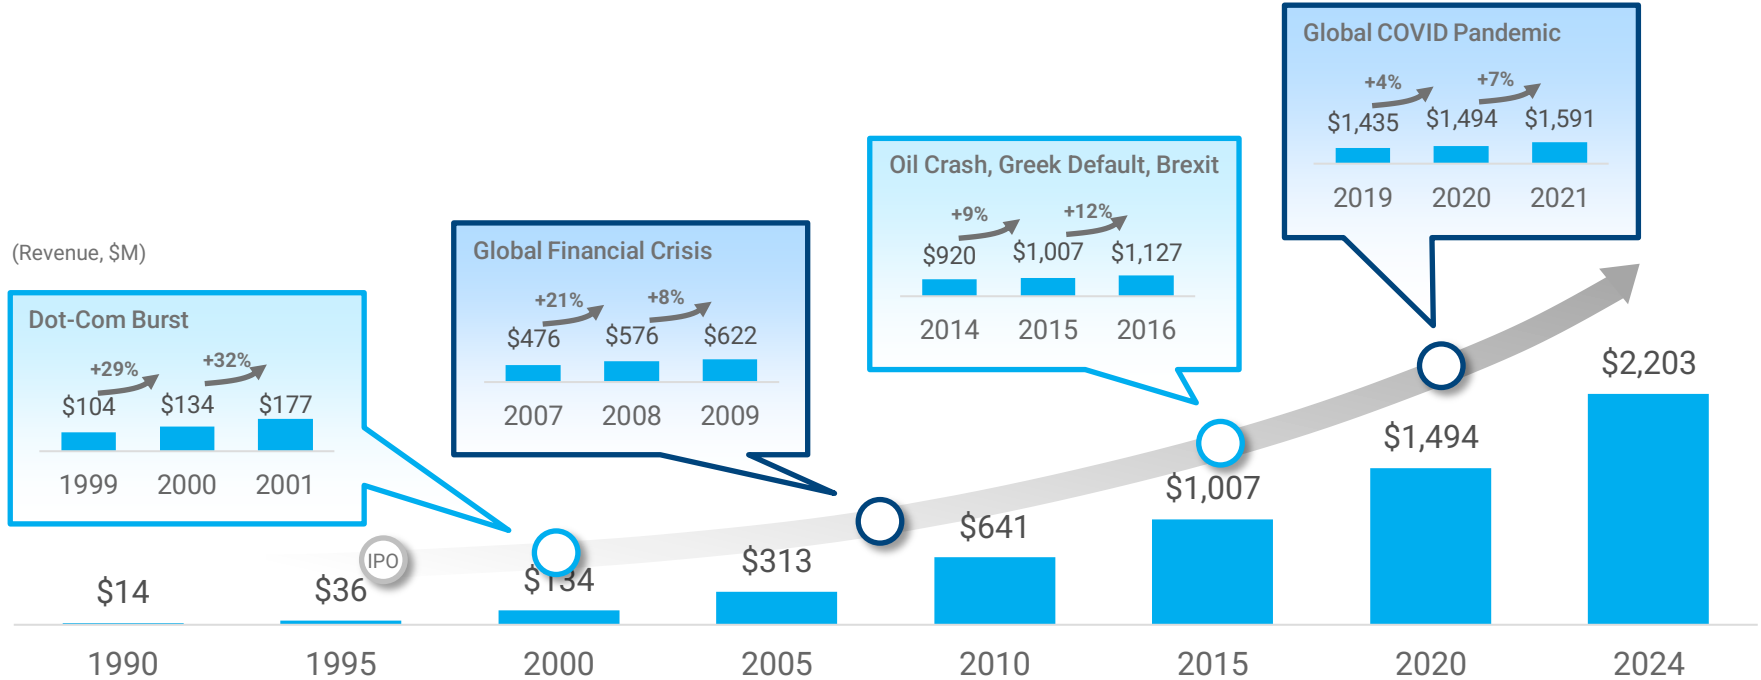 (Revenue, $M)
Dot-Com Burst
+29% +32%
$104 $134 $177
1999 2000 2001
Global Financial Crisis
+21% +8%
$476 $576 $622
2007 2008 2009
Oil Crash, Greek Default, Brexit
+9% +12%
$920 $1,007 $1,127
2014 2015 2016
Global COVID Pandemic
+4% +7%
$1,435 $1,494 $1,591
2019 2020 2021
IPO
$14 $36 $134 $313 $641 $1,007 $1,494 $2,203
1990 1995 2000 2005 2010 2015 2020 2024